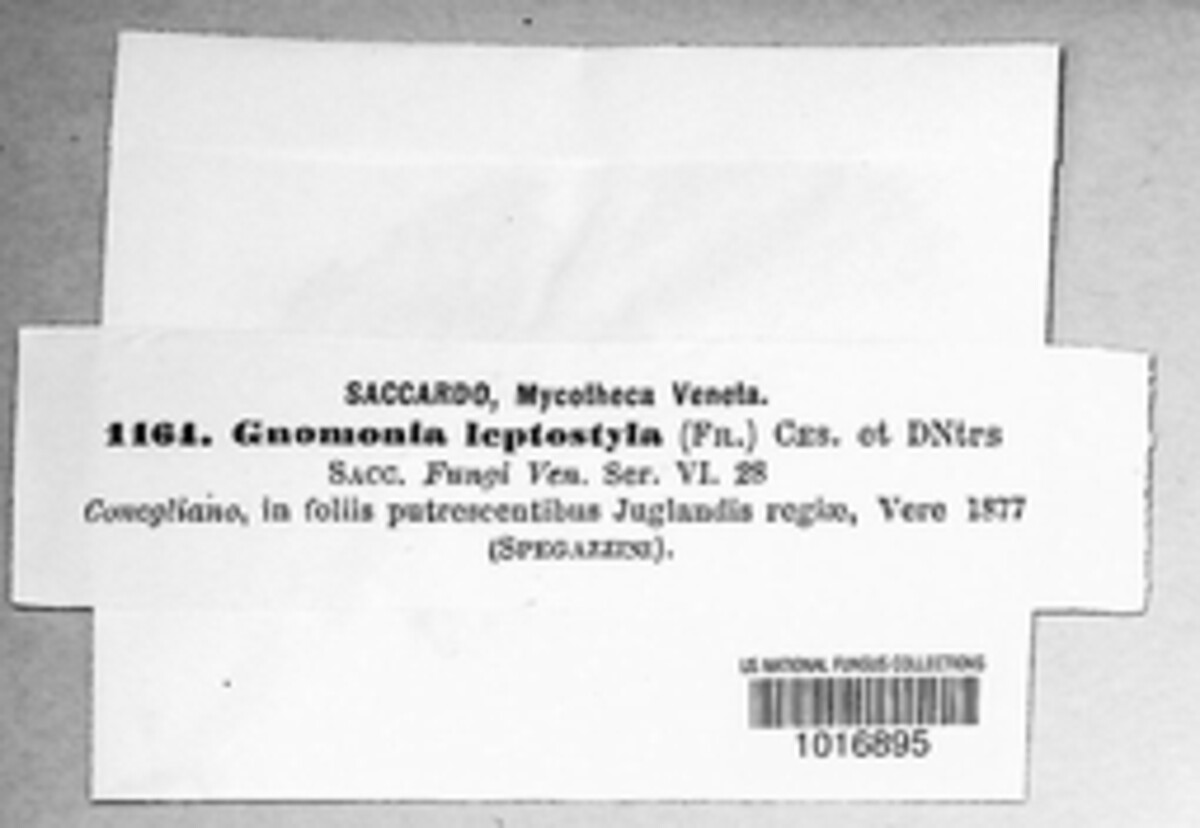 SACCARDO, Mycotheca Veneta.
1164. Gnomonia leptostyla (FR.) CES. et DNtrs
SACC. Fungi Ven. Ser. VI. 28
Conegliano, in foliis putrescentibus Juglandis regiæ, Vere 1877
(SPEGAZZINI).
US NATIONAL FUNGUS COLLECTIONS
1016895